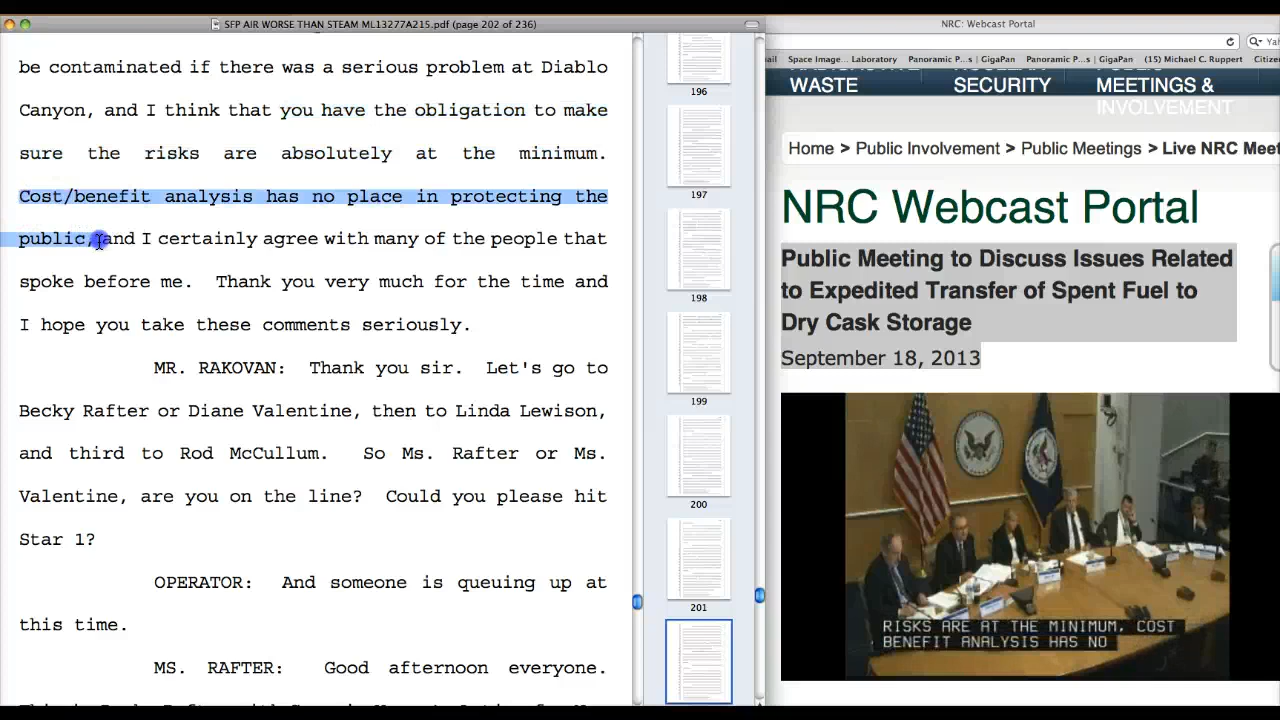 SFP AIR WORSE THAN STEAM ML13277A215.pdf (page 202 of 236)
be contaminated if there was a serious problem at Diablo
Canyon, and I think that you have the obligation to make
sure the risks are absolutely at the minimum.
Cost/benefit analysis has no place in protecting the
public, and I certainly agree with many of the people that
spoke before me. Thank you very much for the time and
I hope you take these comments seriously.
MR. RAKOVAN: Thank you sir. Let's go to
Becky Rafter or Diane Valentine, then to Linda Lewison,
and third to Rod McCullum. So Ms. Rafter or Ms.
Valentine, are you on the line? Could you please hit
Star 1?
OPERATOR: And someone is queuing up at
this time.
MS. RAFTER: Good afternoon everyone.
196
197
198
199
200
201
NRC: Webcast Portal
Space Imag... Laboratory
Panoramic P...s | GigaPan
Panoramic P...s | GigaPan
(15) Michael C. Ruppert
WASTE
SECURITY
MEETINGS &
INVOLVEMENT
Home > Public Involvement > Public Meetings > Live NRC Meet
NRC Webcast Portal
Public Meeting to Discuss Issues Related
to Expedited Transfer of Spent Fuel to
Dry Cask Storage
September 18, 2013
RISKS ARE AT THE MINIMUM. COST
BENEFIT ANALYSIS HAS NO